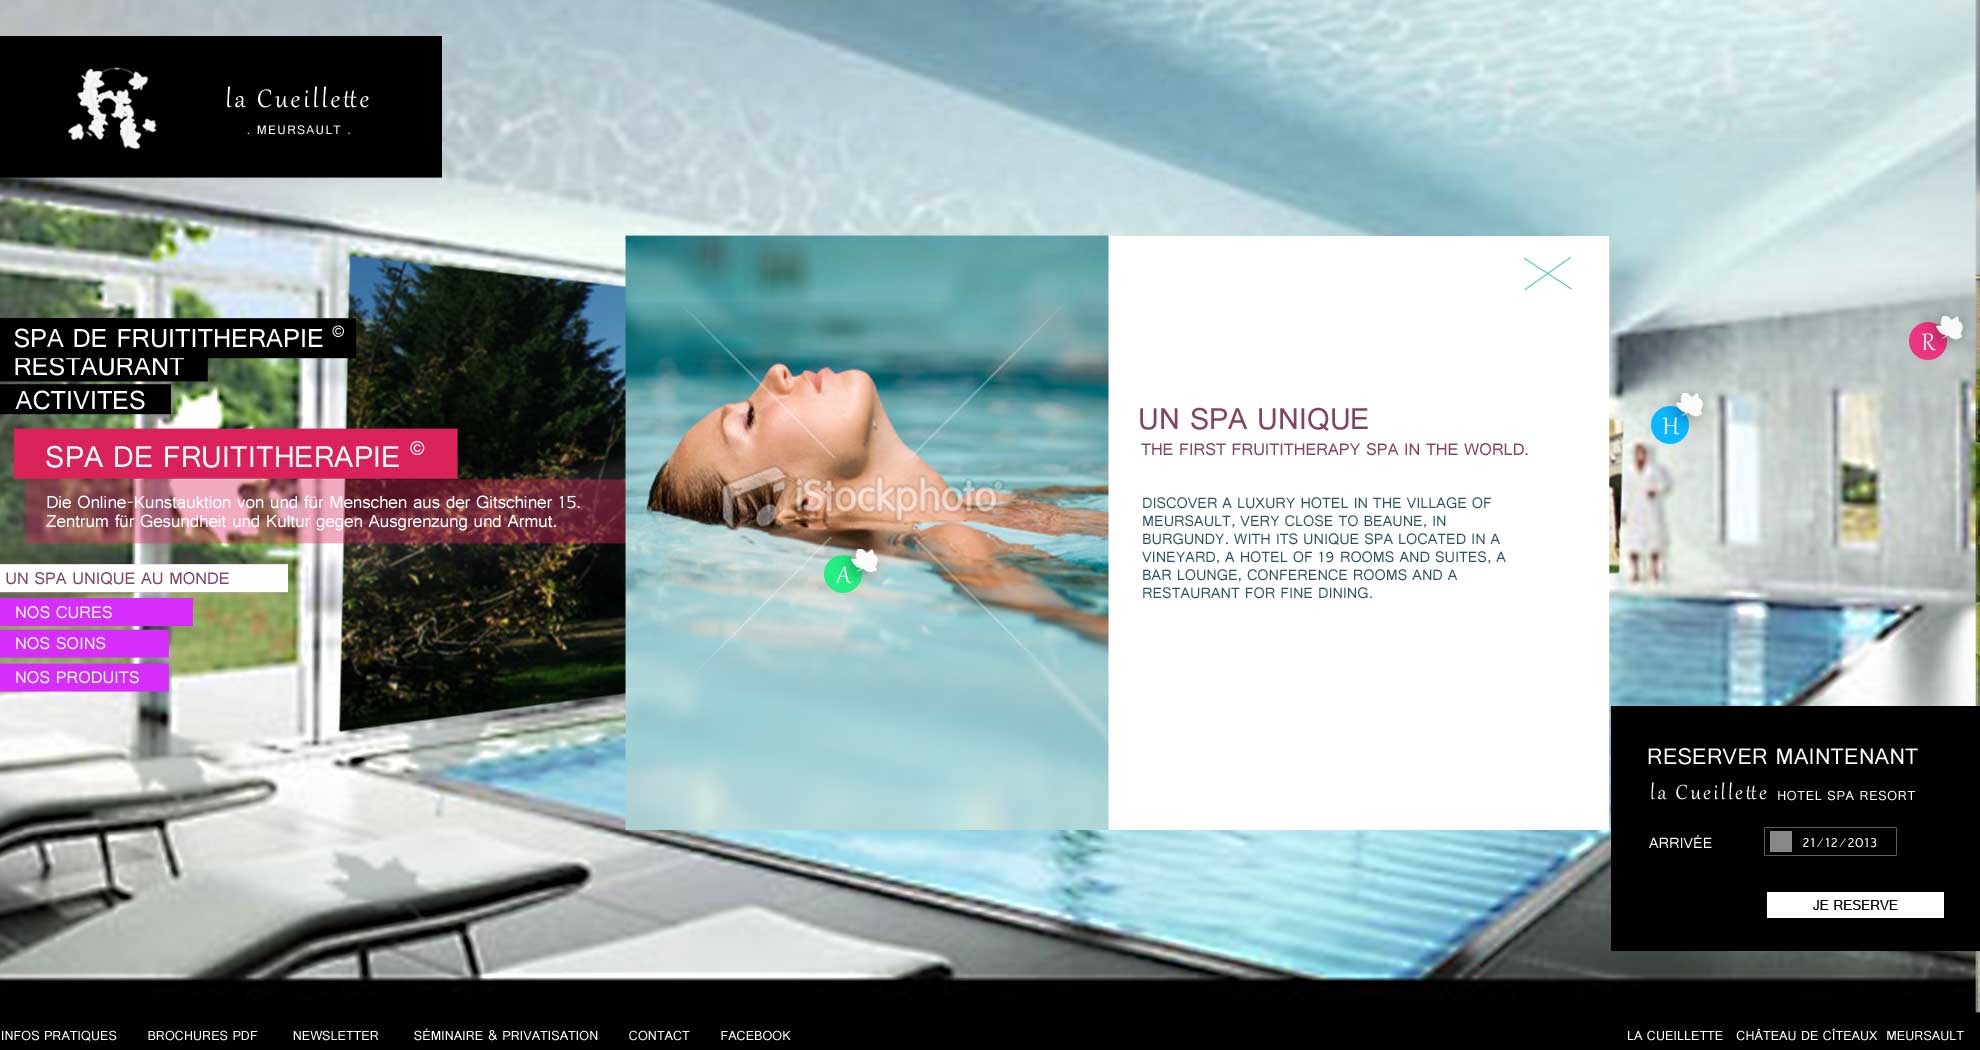 la Cueillette
. MEURSAULT .
SPA DE FRUITITHERAPIE ©
RESTAURANT
ACTIVITES
SPA DE FRUITITHERAPIE ©
Die Online-Kunstauktion von und für Menschen aus der Gitschiner 15.
Zentrum für Gesundheit und Kultur gegen Ausgrenzung und Armut.
UN SPA UNIQUE AU MONDE
NOS CURES
NOS SOINS
NOS PRODUITS
iStockphoto
A
UN SPA UNIQUE
THE FIRST FRUITITHERAPY SPA IN THE WORLD.
DISCOVER A LUXURY HOTEL IN THE VILLAGE OF
MEURSAULT, VERY CLOSE TO BEAUNE, IN
BURGUNDY. WITH ITS UNIQUE SPA LOCATED IN A
VINEYARD, A HOTEL OF 19 ROOMS AND SUITES, A
BAR LOUNGE, CONFERENCE ROOMS AND A
RESTAURANT FOR FINE DINING.
R
H
RESERVER MAINTENANT
la Cueillette HOTEL SPA RESORT
ARRIVÉE 21/12/2013
JE RESERVE
INFOS PRATIQUES BROCHURES PDF NEWSLETTER SÉMINAIRE & PRIVATISATION CONTACT FACEBOOK
LA CUEILLETTE CHÂTEAU DE CÎTEAUX MEURSAULT